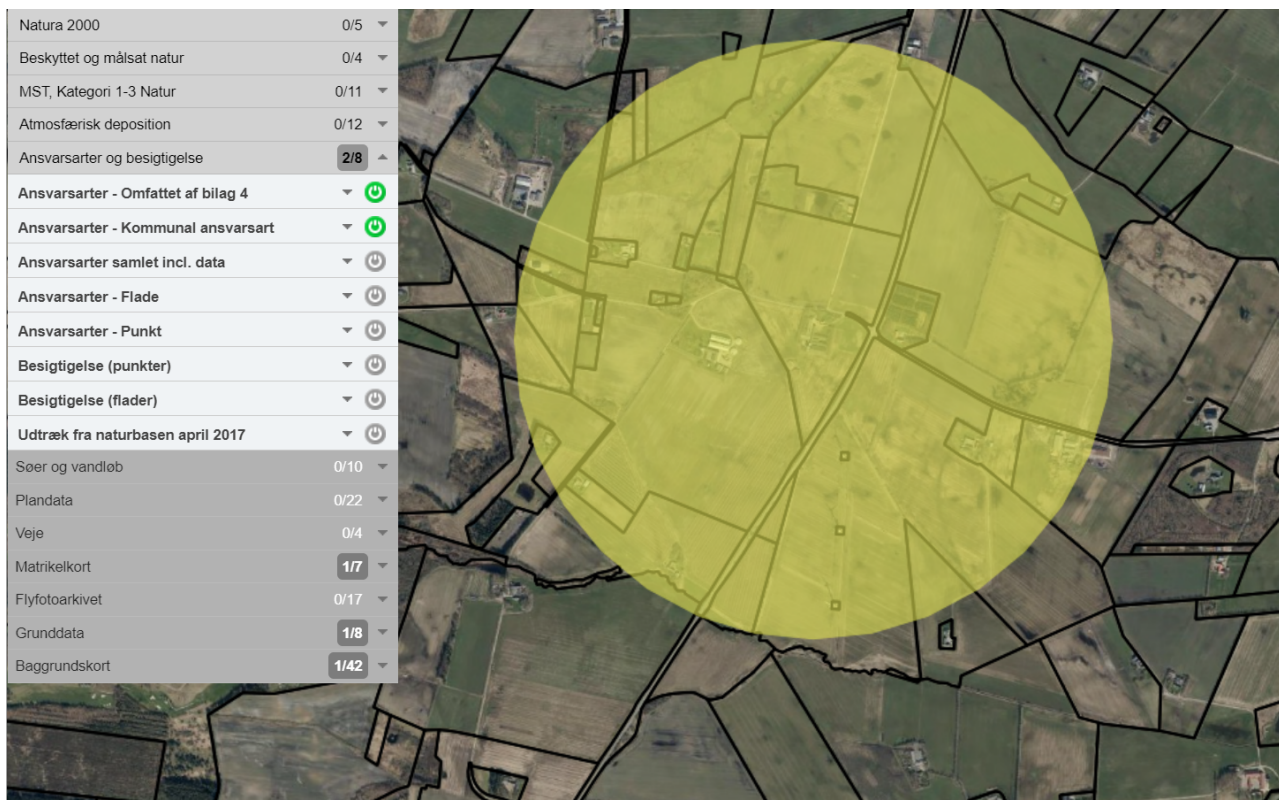 Natura 2000 0/5
Beskyttet og målsat natur 0/4
MST, Kategori 1-3 Natur 0/11
Atmosfærisk deposition 0/12
Ansvarsarter og besigtigelse 2/8
Ansvarsarter - Omfattet af bilag 4
Ansvarsarter - Kommunal ansvarsart
Ansvarsarter samlet incl. data
Ansvarsarter - Flade
Ansvarsarter - Punkt
Besigtigelse (punkter)
Besigtigelse (flader)
Udtræk fra naturbasen april 2017
Søer og vandløb 0/10
Plandata 0/22
Veje 0/4
Matrikelkort 1/7
Flyfotoarkivet 0/17
Grunddata 1/8
Baggrundskort 1/42